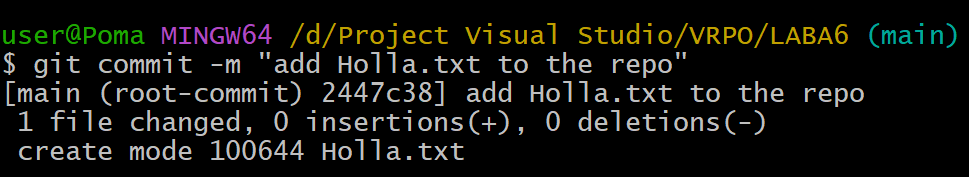 user@Poma MINGW64 /d/Project Visual Studio/VRPO/LABA6 (main)
$ git commit -m "add Holla.txt to the repo"
[main (root-commit) 2447c38] add Holla.txt to the repo
 1 file changed, 0 insertions(+), 0 deletions(-)
 create mode 100644 Holla.txt